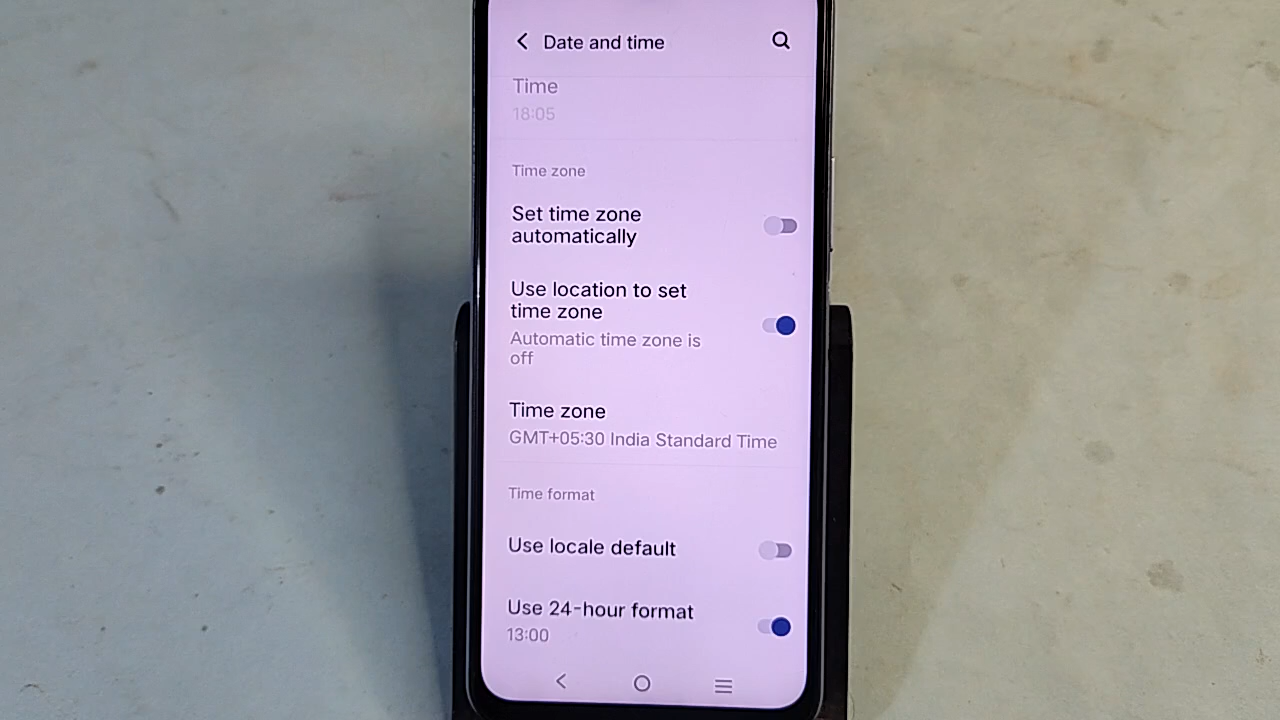 Date and time
Time
18:05
Time zone
Set time zone
automatically
Use location to set
time zone
Automatic time zone is
off
Time zone
GMT+05:30 India Standard Time
Time format
Use locale default
Use 24-hour format
13:00